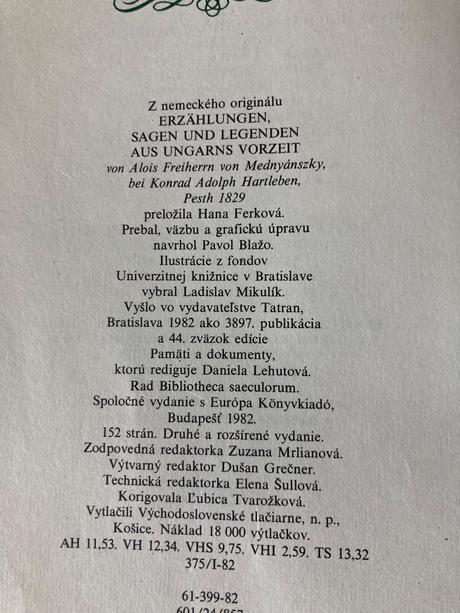 Z nemeckého originálu
ERZÄHLUNGEN,
SAGEN UND LEGENDEN
AUS UNGARNS VORZEIT
von Alois Freiherrn von Mednyánszky,
bei Konrad Adolph Hartleben,
Pesth 1829
preložila Hana Ferková.
Prebal, väzbu a grafickú úpravu
navrhol Pavol Blažo.
Ilustrácie z fondov
Univerzitnej knižnice v Bratislave
vybral Ladislav Mikulík.
Vyšlo vo vydavateľstve Tatran,
Bratislava 1982 ako 3897. publikácia
a 44. zväzok edície
Pamäti a dokumenty,
ktorú rediguje Daniela Lehutová.
Rad Bibliotheca saeculorum.
Spoločné vydanie s Európa Könyvkiadó,
Budapešť 1982.
152 strán. Druhé a rozšírené vydanie.
Zodpovedná redaktorka Zuzana Mrlianová.
Výtvarný redaktor Dušan Grečner.
Technická redaktorka Elena Šullová.
Korigovala Ľubica Tvarožková.
Vytlačili Východoslovenské tlačiarne, n. p.,
Košice. Náklad 18 000 výtlačkov.
AH 11,53. VH 12,34. VHS 9,75. VHI 2,59. TS 13,32
375/I-82
61-399-82